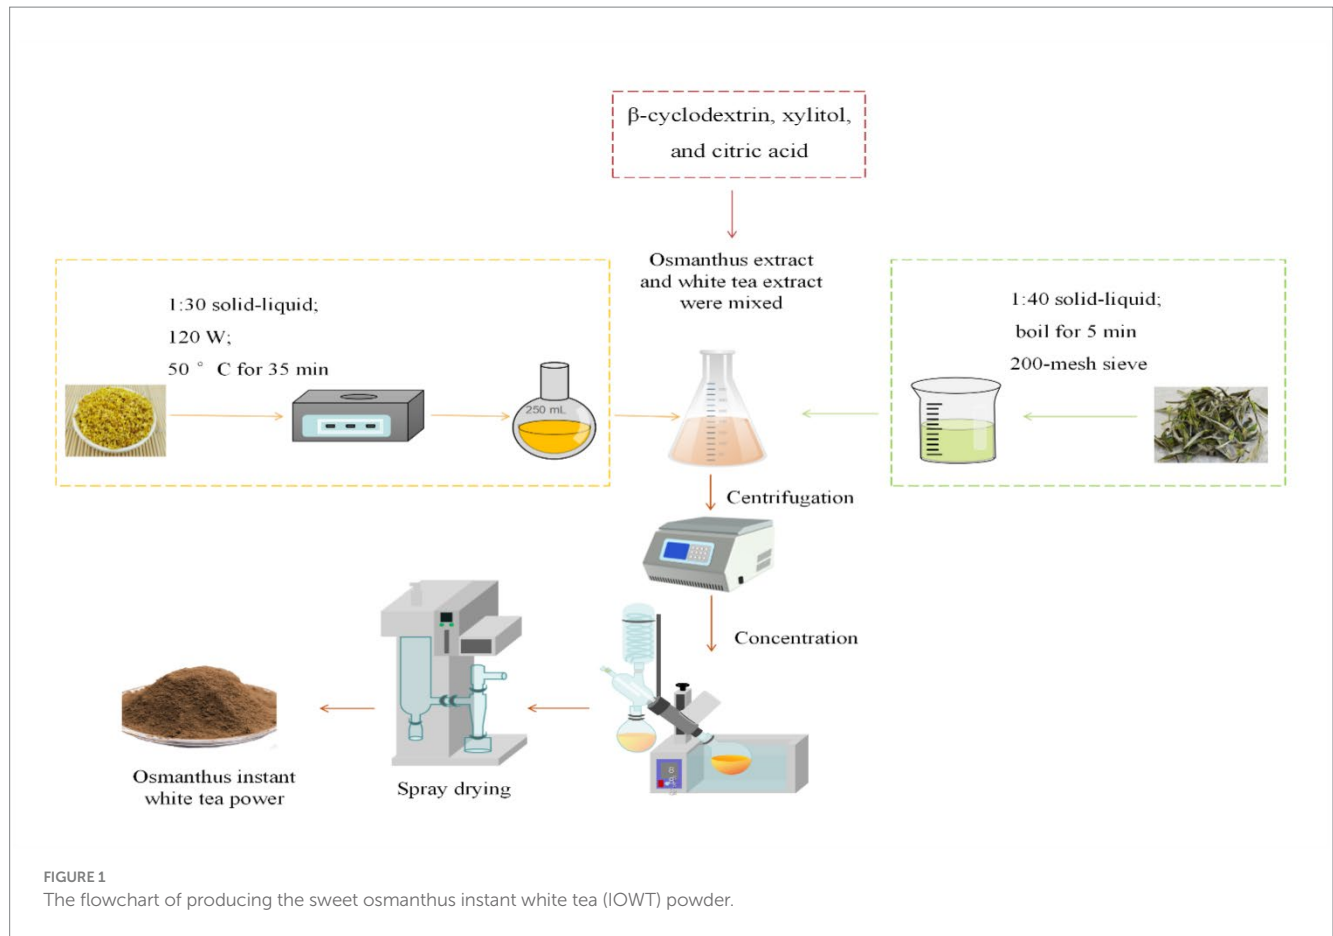 β-cyclodextrin, xylitol,
and citric acid
Osmanthus extract
and white tea extract
were mixed
1:30 solid-liquid;
120 W;
50 ° C for 35 min
250 mL
1:40 solid-liquid;
boil for 5 min
200-mesh sieve
Centrifugation
Concentration
Spray drying
Osmanthus instant
white tea power
FIGURE 1
The flowchart of producing the sweet osmanthus instant white tea (IOWT) powder.